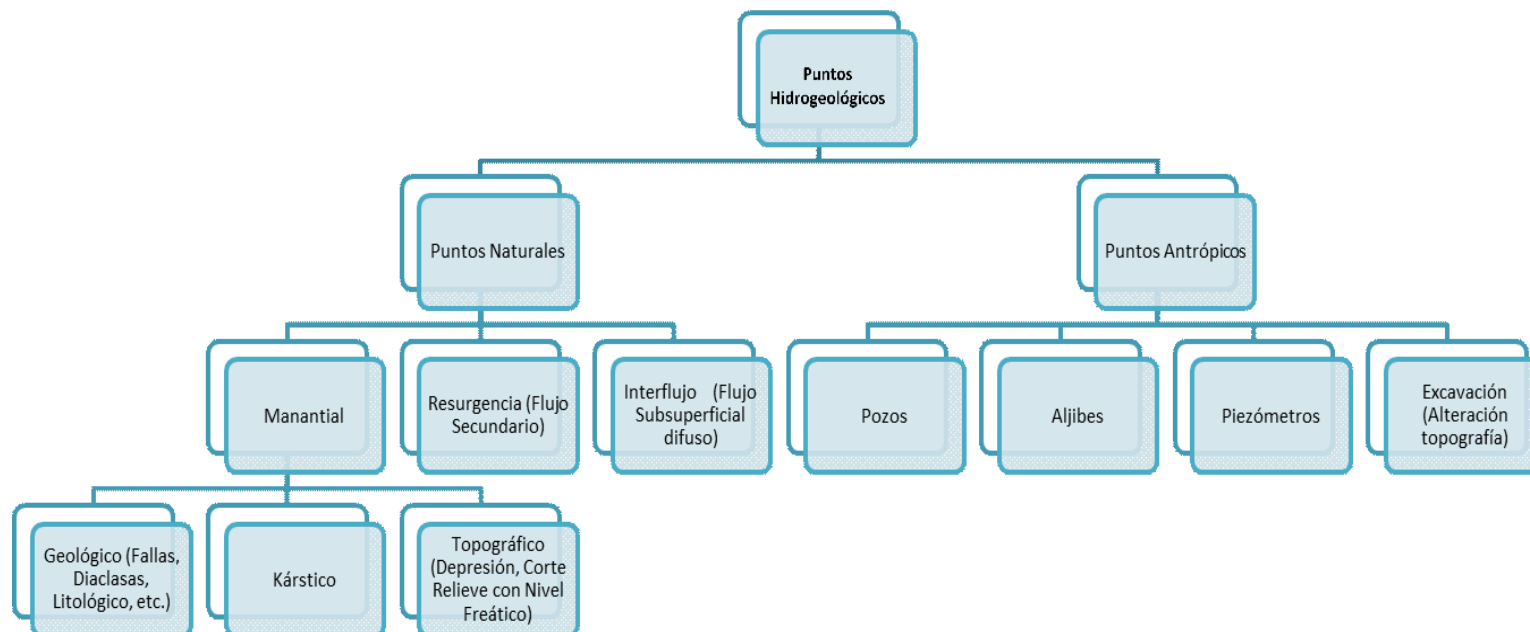 Puntos
Hidrogeológicos
Puntos Naturales
Puntos Antrópicos
Manantial
Resurgencia (Flujo
Secundario)
Interflujo (Flujo
Subsuperficial
difuso)
Pozos
Aljibes
Piezómetros
Excavación
(Alteración
topografía)
Geológico (Fallas,
Diaclasas,
Litológico, etc.)
Kárstico
Topográfico
(Depresión, Corte
Relieve con Nivel
Freático)